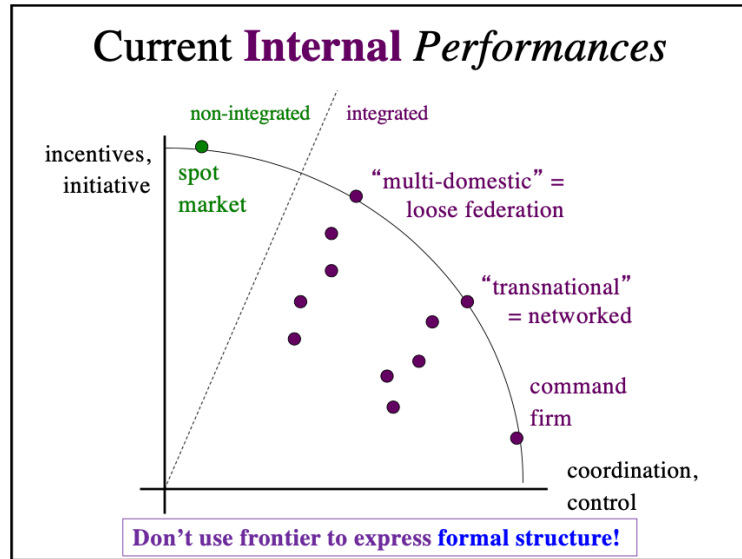 Current Internal Performances
non-integrated
integrated
incentives,
initiative
spot
market
“multi-domestic” =
loose federation
“transnational”
= networked
command
firm
coordination,
control
Don’t use frontier to express formal structure!